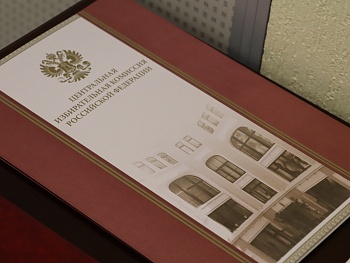 ЦЕНТРАЛЬНАЯ
ИЗБИРАТЕЛЬНАЯ КОМИССИЯ
РОССИЙСКОЙ ФЕДЕРАЦИИ